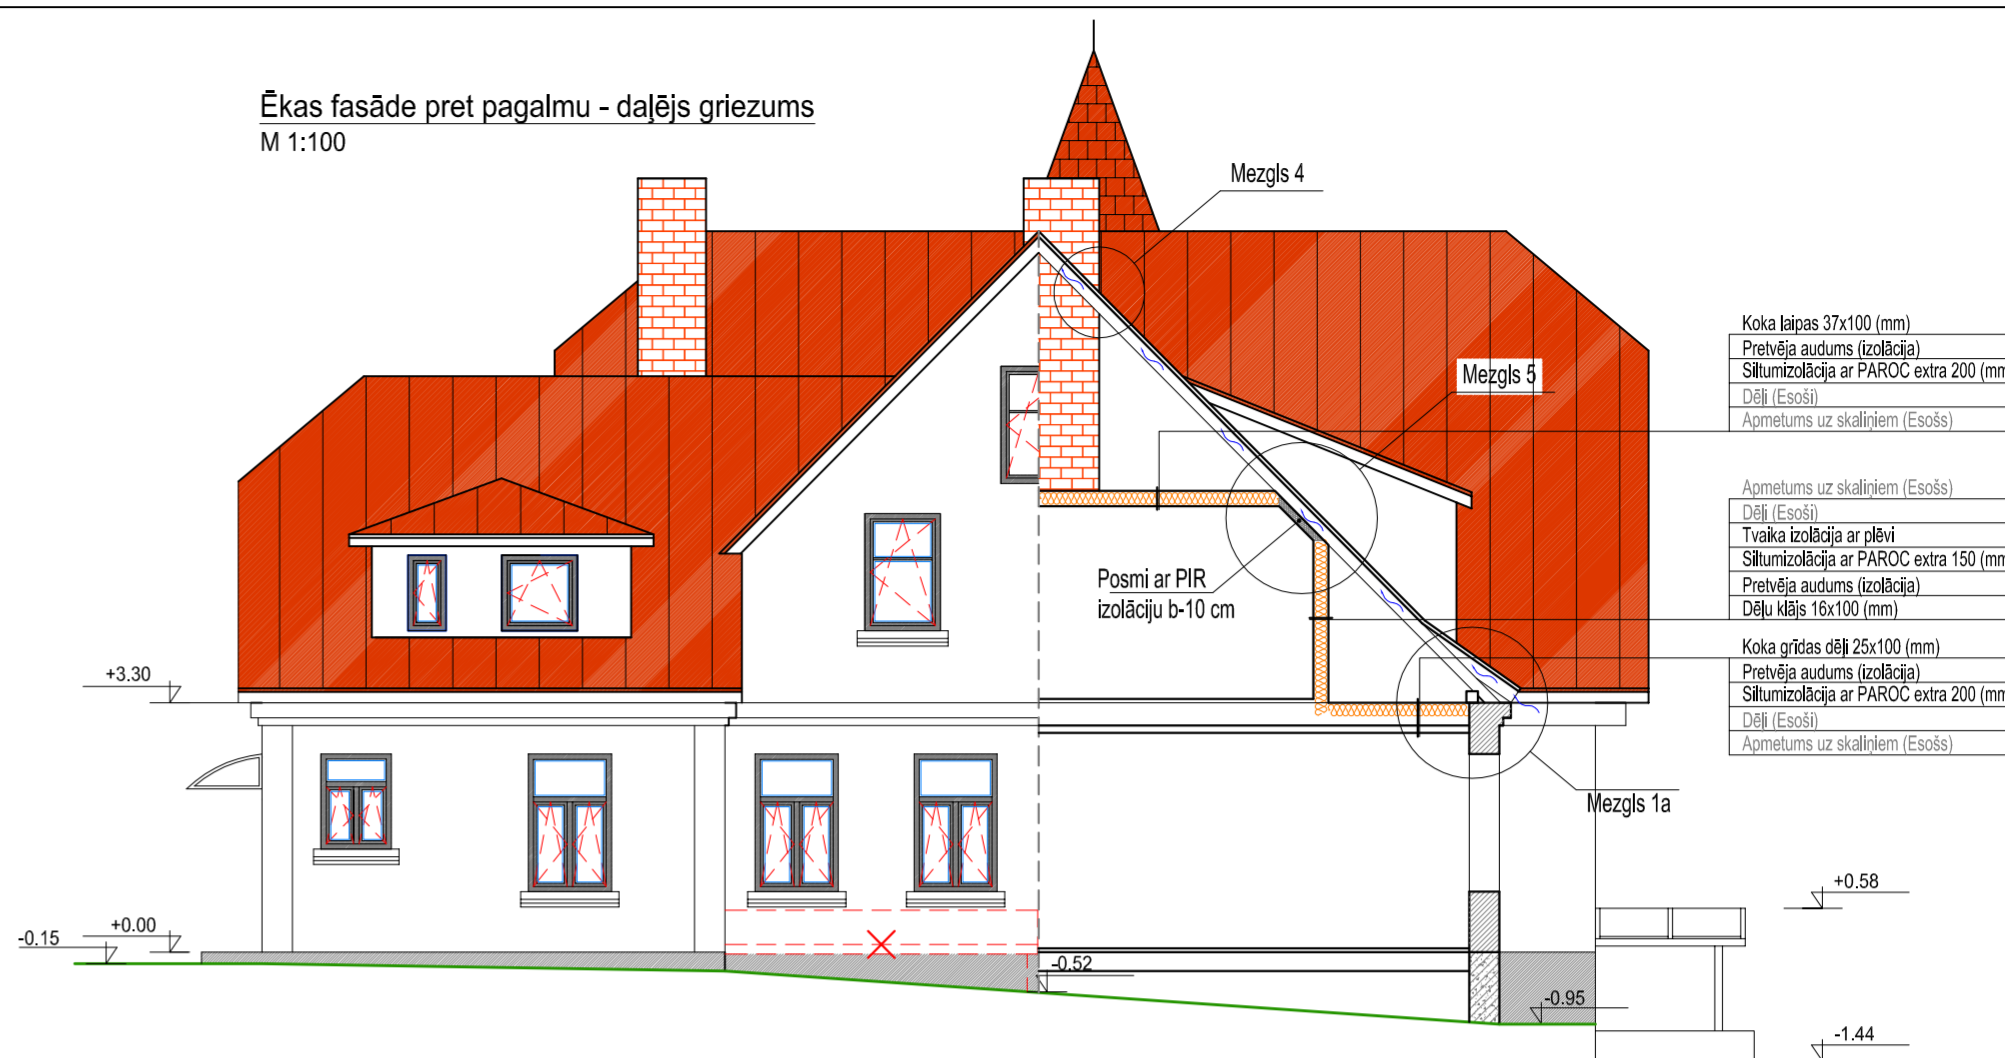 Ēkas fasāde pret pagalmu - daļējs griezums
M 1:100
Mezgls 4
Mezgls 5
Koka laipas 37x100 (mm)
Pretvēja audums (izolācija)
Siltumizolācija ar PAROC extra 200 (mm
Dēļi (Esoši)
Apmetums uz skaliņiem (Esošs)
Apmetums uz skaliņiem (Esošs)
Dēļi (Esoši)
Tvaika izolācija ar plēvi
Siltumizolācija ar PAROC extra 150 (mm
Pretvēja audums (izolācija)
Dēļu klājs 16x100 (mm)
Posmi ar PIR
izolāciju b-10 cm
Koka grīdas dēļi 25x100 (mm)
Pretvēja audums (izolācija)
Siltumizolācija ar PAROC extra 200 (mm
Dēļi (Esoši)
Apmetums uz skaliņiem (Esošs)
+3.30
Mezgls 1a
+0.58
+0.00
-0.15
-0.52
-0.95
-1.44